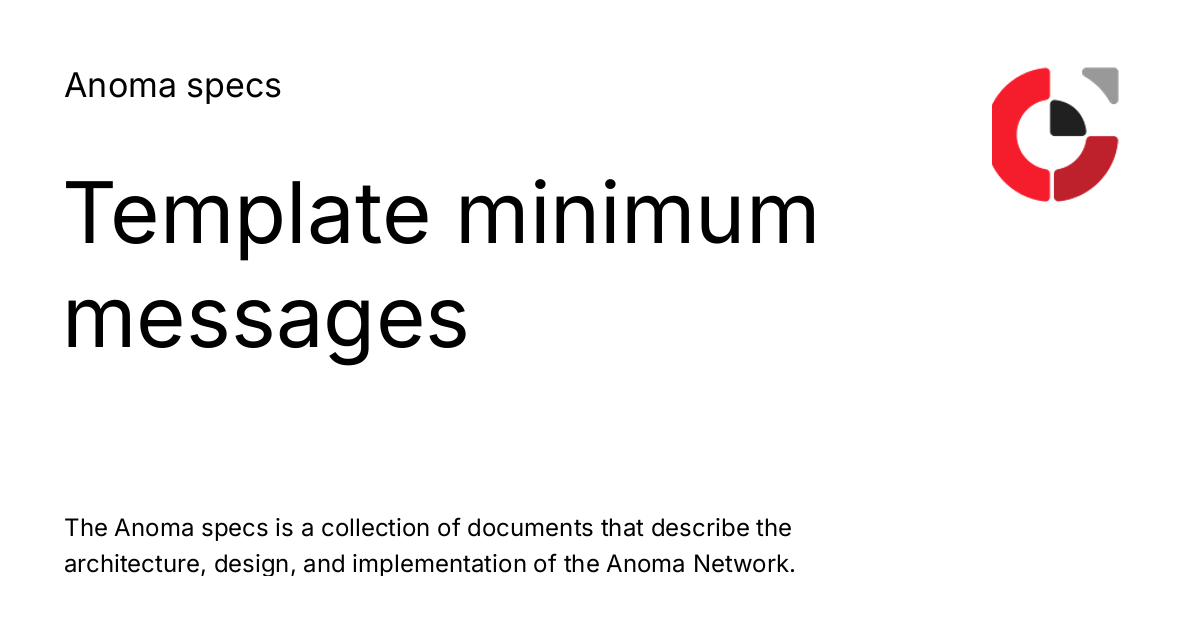 Anoma specs
Template minimum
messages
The Anoma specs is a collection of documents that describe the
architecture, design, and implementation of the Anoma Network.